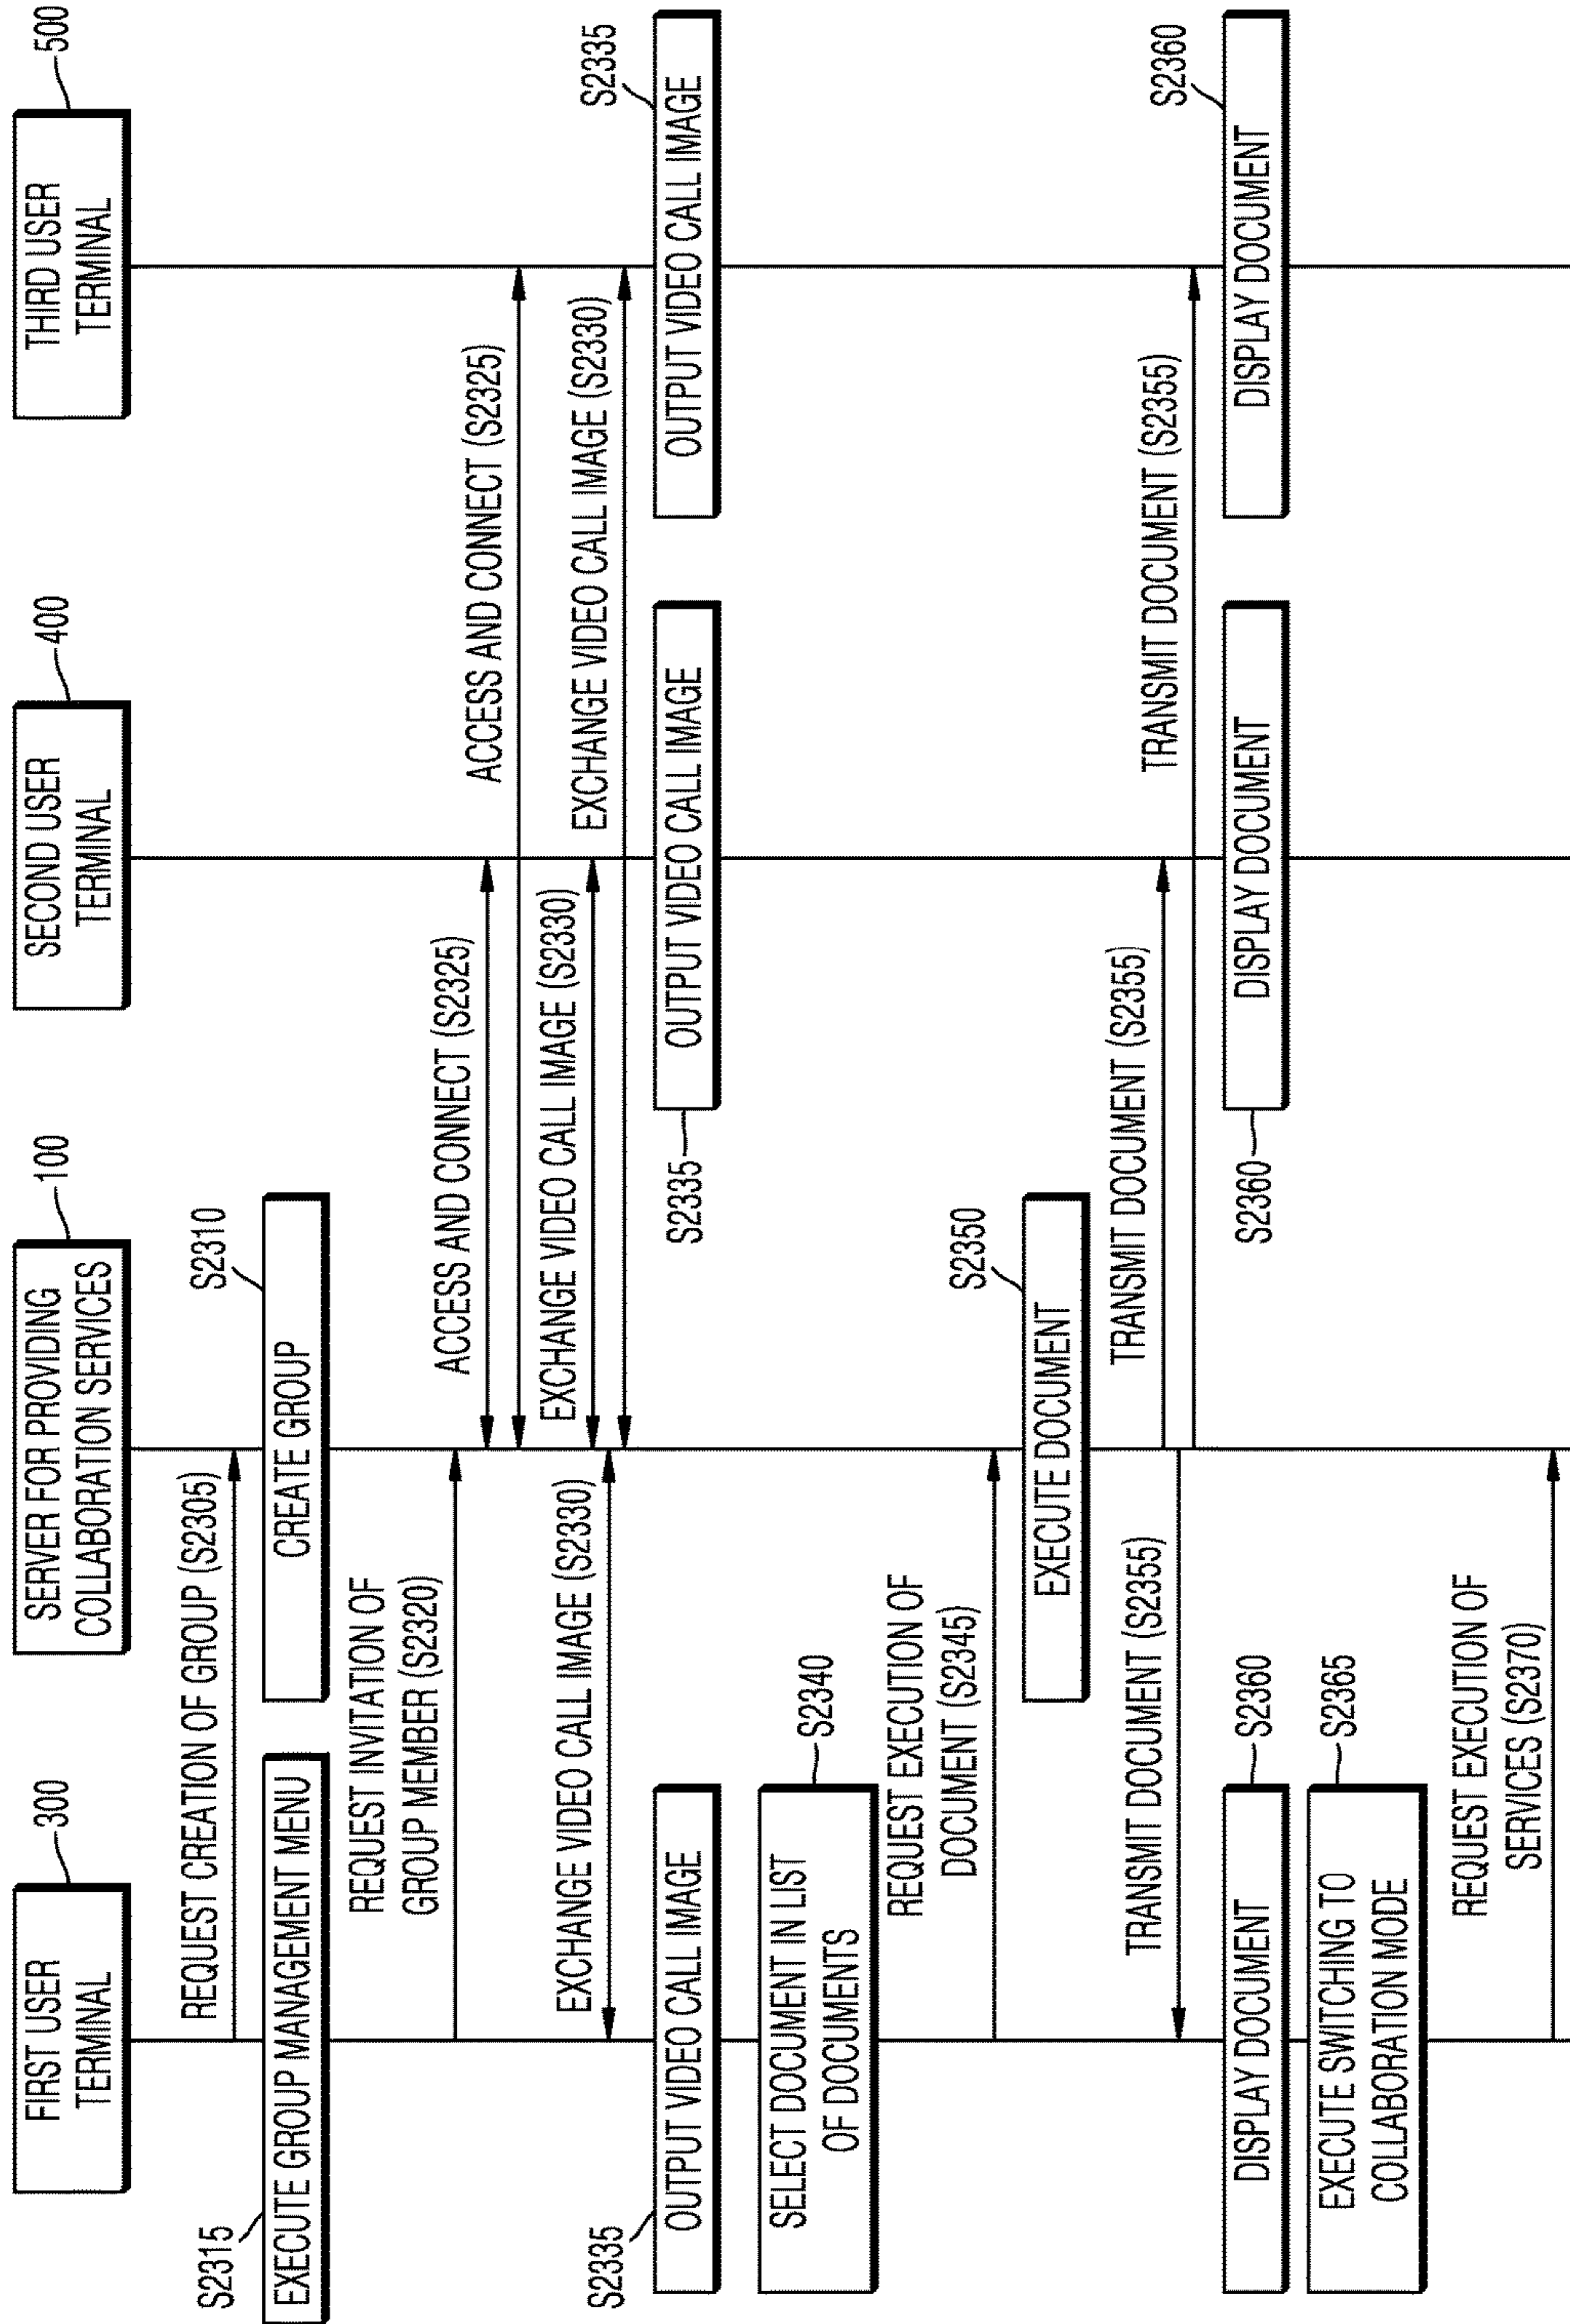 FIRST USER
TERMINAL
300
SERVER FOR PROVIDING
COLLABORATION SERVICES
100
SECOND USER
TERMINAL
400
THIRD USER
TERMINAL
500
REQUEST CREATION OF GROUP (S2305)
S2315
EXECUTE GROUP MANAGEMENT MENU
S2310
CREATE GROUP
REQUEST INVITATION OF
GROUP MEMBER (S2320)
ACCESS AND CONNECT (S2325)
ACCESS AND CONNECT (S2325)
EXCHANGE VIDEO CALL IMAGE (S2330)
EXCHANGE VIDEO CALL IMAGE (S2330)
EXCHANGE VIDEO CALL IMAGE (S2330)
S2335
OUTPUT VIDEO CALL IMAGE
S2335
OUTPUT VIDEO CALL IMAGE
S2335
OUTPUT VIDEO CALL IMAGE
SELECT DOCUMENT IN LIST
OF DOCUMENTS
S2340
REQUEST EXECUTION OF
DOCUMENT (S2345)
S2350
EXECUTE DOCUMENT
TRANSMIT DOCUMENT (S2355)
TRANSMIT DOCUMENT (S2355)
TRANSMIT DOCUMENT (S2355)
DISPLAY DOCUMENT
S2360
S2360
DISPLAY DOCUMENT
S2360
DISPLAY DOCUMENT
EXECUTE SWITCHING TO
COLLABORATION MODE
S2365
REQUEST EXECUTION OF
SERVICES (S2370)